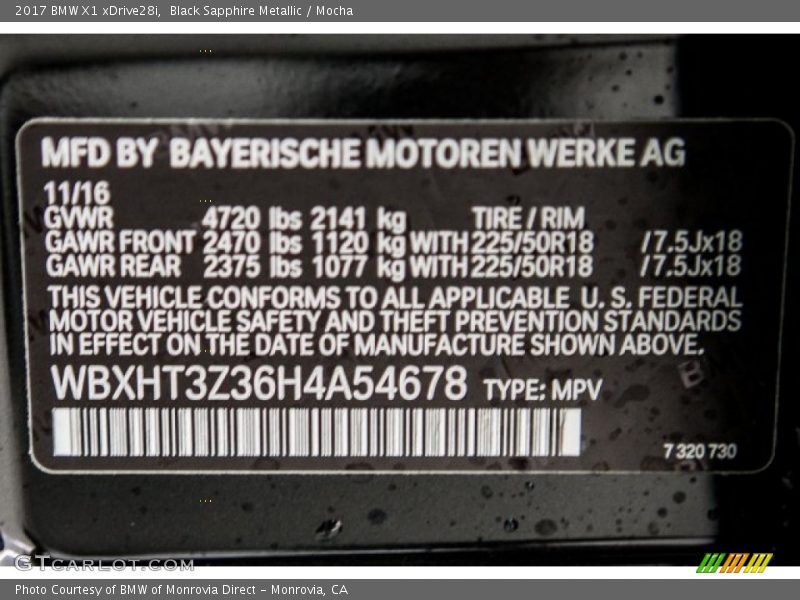 2017 BMW X1 xDrive28i, Black Sapphire Metallic / Mocha
MFD BY BAYERISCHE MOTOREN WERKE AG
11/16
GVWR 4720 lbs 2141 kg TIRE / RIM
GAWR FRONT 2470 lbs 1120 kg WITH 225/50R18 /7.5Jx18
GAWR REAR 2375 lbs 1077 kg WITH 225/50R18 /7.5Jx18
THIS VEHICLE CONFORMS TO ALL APPLICABLE U.S. FEDERAL
MOTOR VEHICLE SAFETY AND THEFT PREVENTION STANDARDS
IN EFFECT ON THE DATE OF MANUFACTURE SHOWN ABOVE.
WBXHT3Z36H4A54678 TYPE: MPV
7 320 730
GTCARLOT.COM
Photo Courtesy of BMW of Monrovia Direct - Monrovia, CA